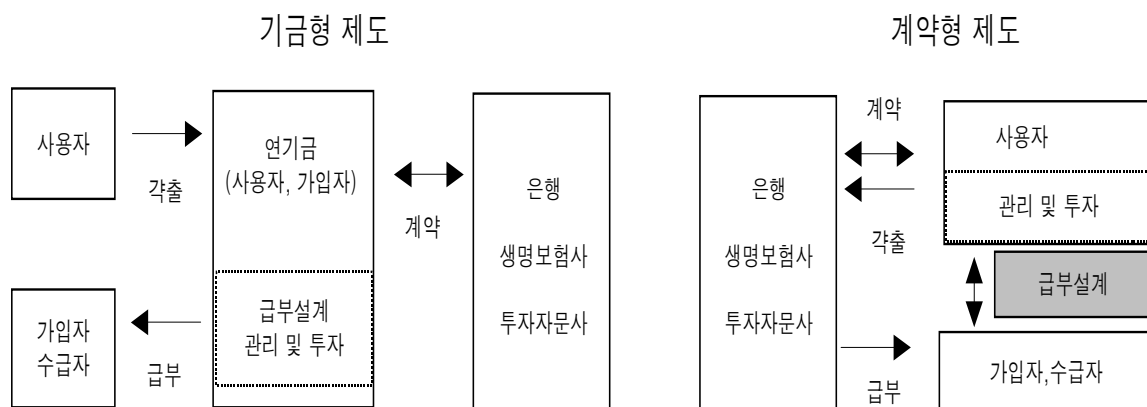 기금형 제도
사용자
갹출
연기금
(사용자, 가입자)
급부설계
관리 및 투자
가입자
수급자
급부
계약
은행
생명보험사
투자자문사
계약형 제도
은행
생명보험사
투자자문사
계약
갹출
급부
사용자
관리 및 투자
급부설계
가입자,수급자